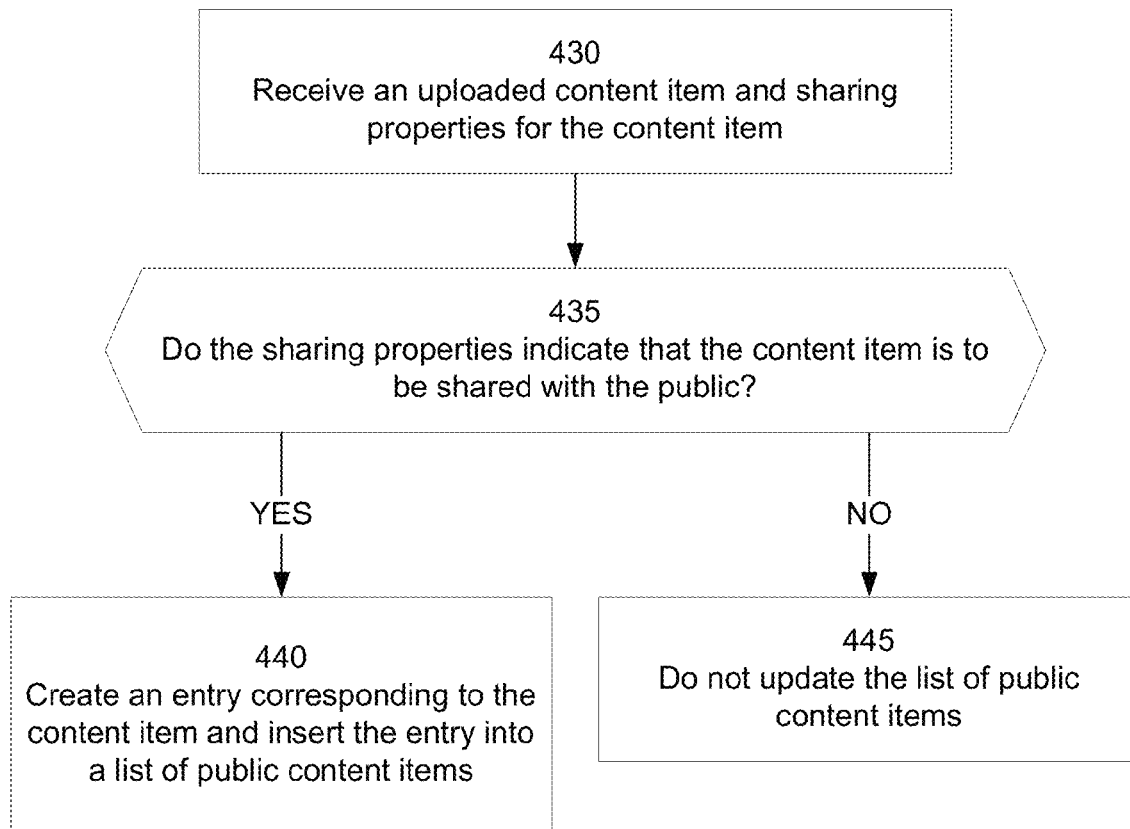 430
Receive an uploaded content item and sharing
properties for the content item
435
Do the sharing properties indicate that the content item is to
be shared with the public?
YES
NO
440
Create an entry corresponding to the
content item and insert the entry into
a list of public content items
445
Do not update the list of public
content items